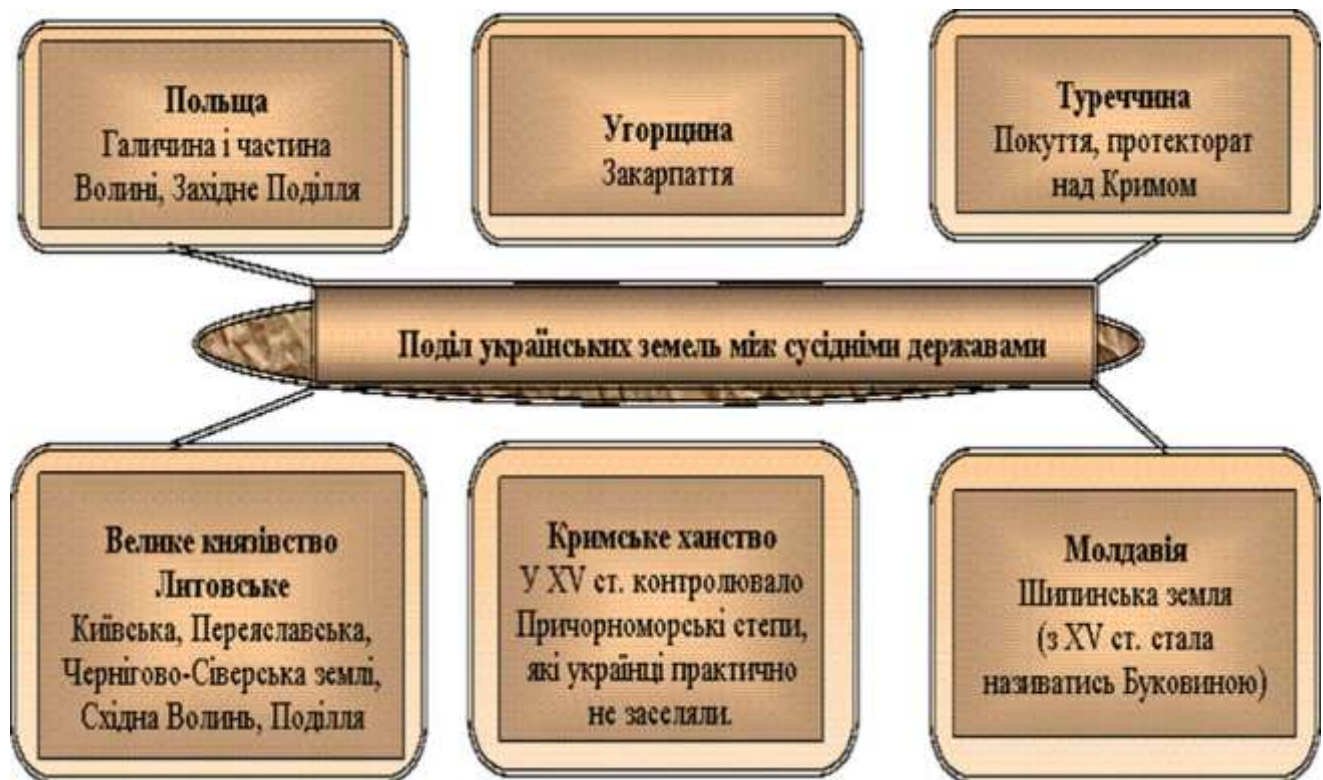 Польща
Галичина і частина
Волині, Західне Поділля
Угорщина
Закарпаття
Туреччина
Покуття, протекторат
над Кримом
Поділ українських земель між сусідніми державами
Велике князівство
Литовське
Київська, Переяславська,
Чернігово-Сіверська землі,
Східна Волинь, Поділля
Кримське ханство
У XV ст. контролювало
Причорноморські степи,
які українці практично
не заселяли.
Молдавія
Шипинська земля
(з XV ст. стала
називатись Буковиною)